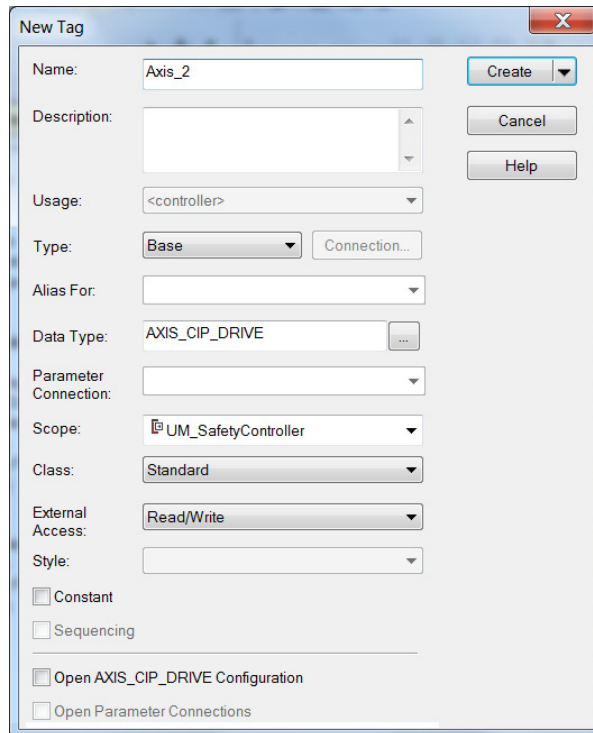 New Tag
Name:
Axis_2
Create
Description:
Cancel
Help
Usage:
<controller>
Type:
Base
Connection...
Alias For:
Data Type:
AXIS_CIP_DRIVE
...
Parameter
Connection:
Scope:
UM_SafetyController
Class:
Standard
External
Access:
Read/Write
Style:
Constant
Sequencing
Open AXIS_CIP_DRIVE Configuration
Open Parameter Connections